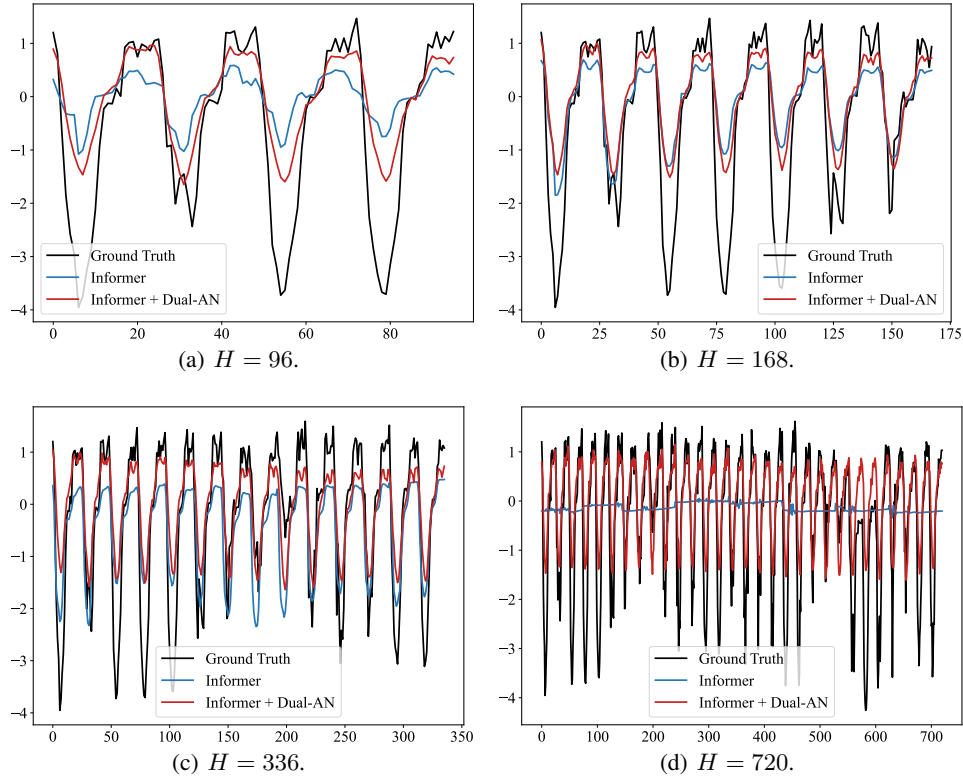 1
0
−1
−2
−3
−4
Ground Truth
Informer
Informer + Dual-AN
0 20 40 60 80
(a) H = 96.
1
0
−1
−2
−3
−4
Ground Truth
Informer
Informer + Dual-AN
0 25 50 75 100 125 150 175
(b) H = 168.
1
0
−1
−2
−3
−4
Ground Truth
Informer
Informer + Dual-AN
0 50 100 150 200 250 300 350
(c) H = 336.
1
0
−1
−2
−3
−4
Ground Truth
Informer
Informer + Dual-AN
0 100 200 300 400 500 600 700
(d) H = 720.